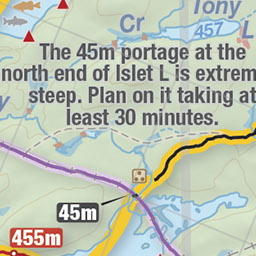 Tony
Cr
457
L
The 45m portage at the
north end of Islet L is extrem
steep. Plan on it taking at
least 30 minutes.
45m
455m